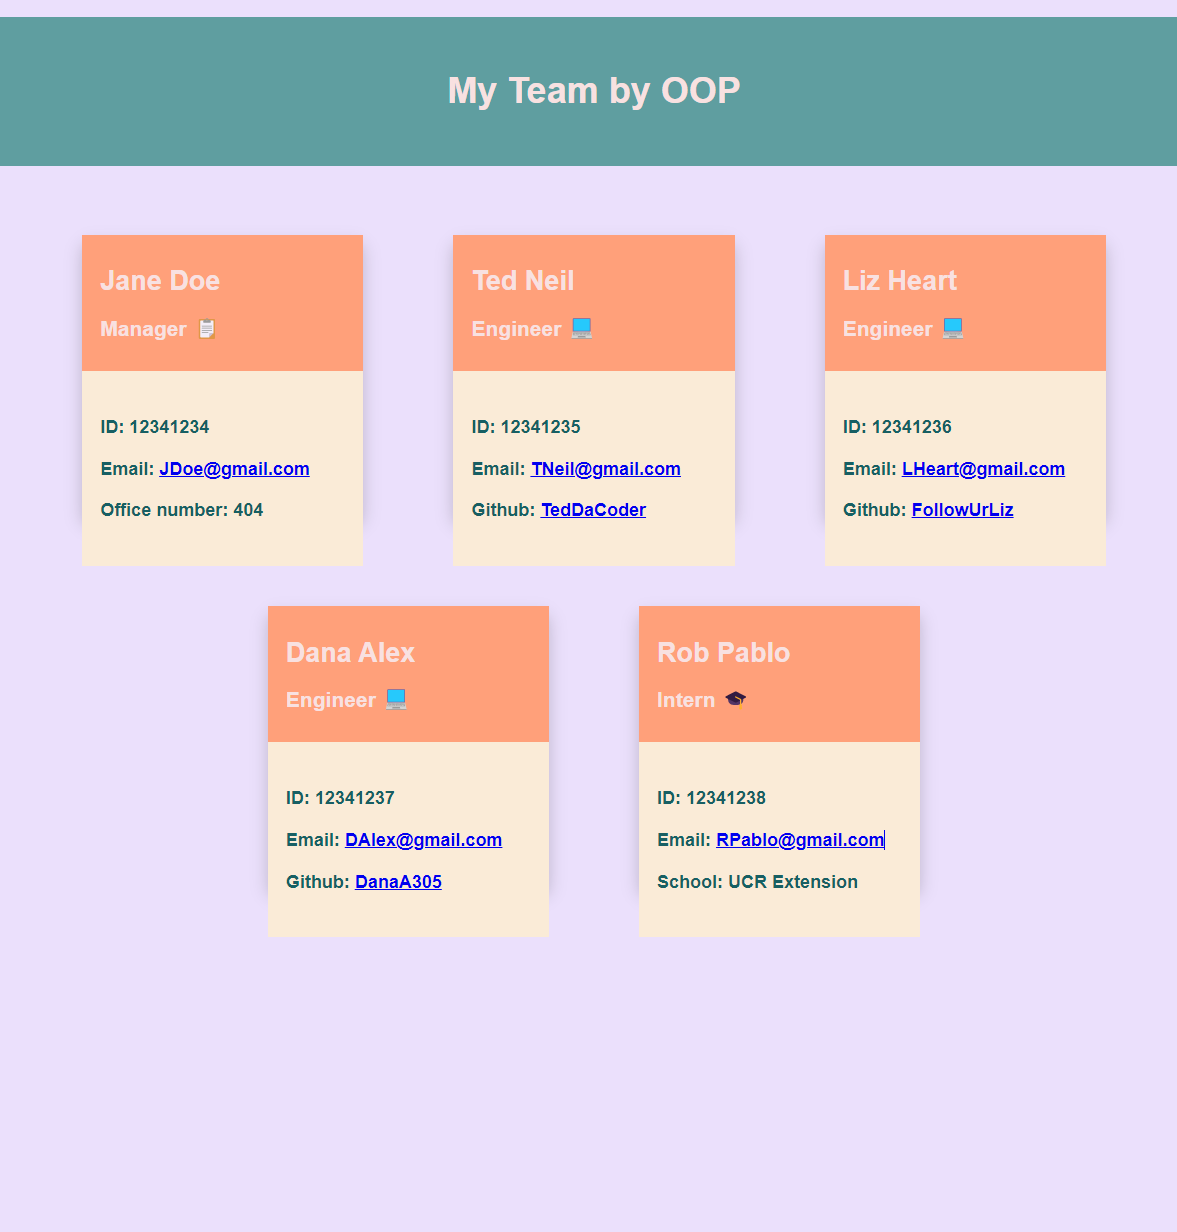 My Team by OOP
Jane Doe
Manager 📋
ID: 12341234
Email: JDoe@gmail.com
Office number: 404
Ted Neil
Engineer 💻
ID: 12341235
Email: TNeil@gmail.com
Github: TedDaCoder
Liz Heart
Engineer 💻
ID: 12341236
Email: LHeart@gmail.com
Github: FollowUrLiz
Dana Alex
Engineer 💻
ID: 12341237
Email: DAlex@gmail.com
Github: DanaA305
Rob Pablo
Intern 🎓
ID: 12341238
Email: RPablo@gmail.com
School: UCR Extension